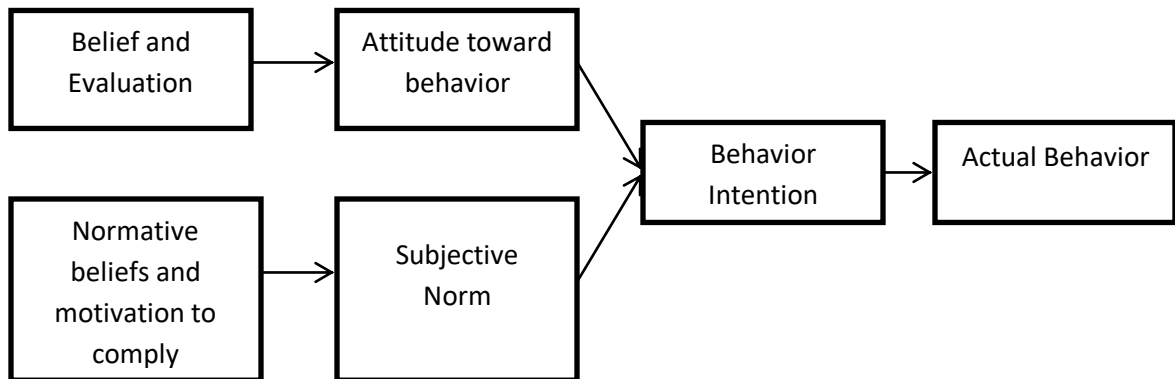 Belief and
Evaluation
Attitude toward
behavior
Behavior
Intention
Actual Behavior
Normative
beliefs and
motivation to
comply
Subjective
Norm